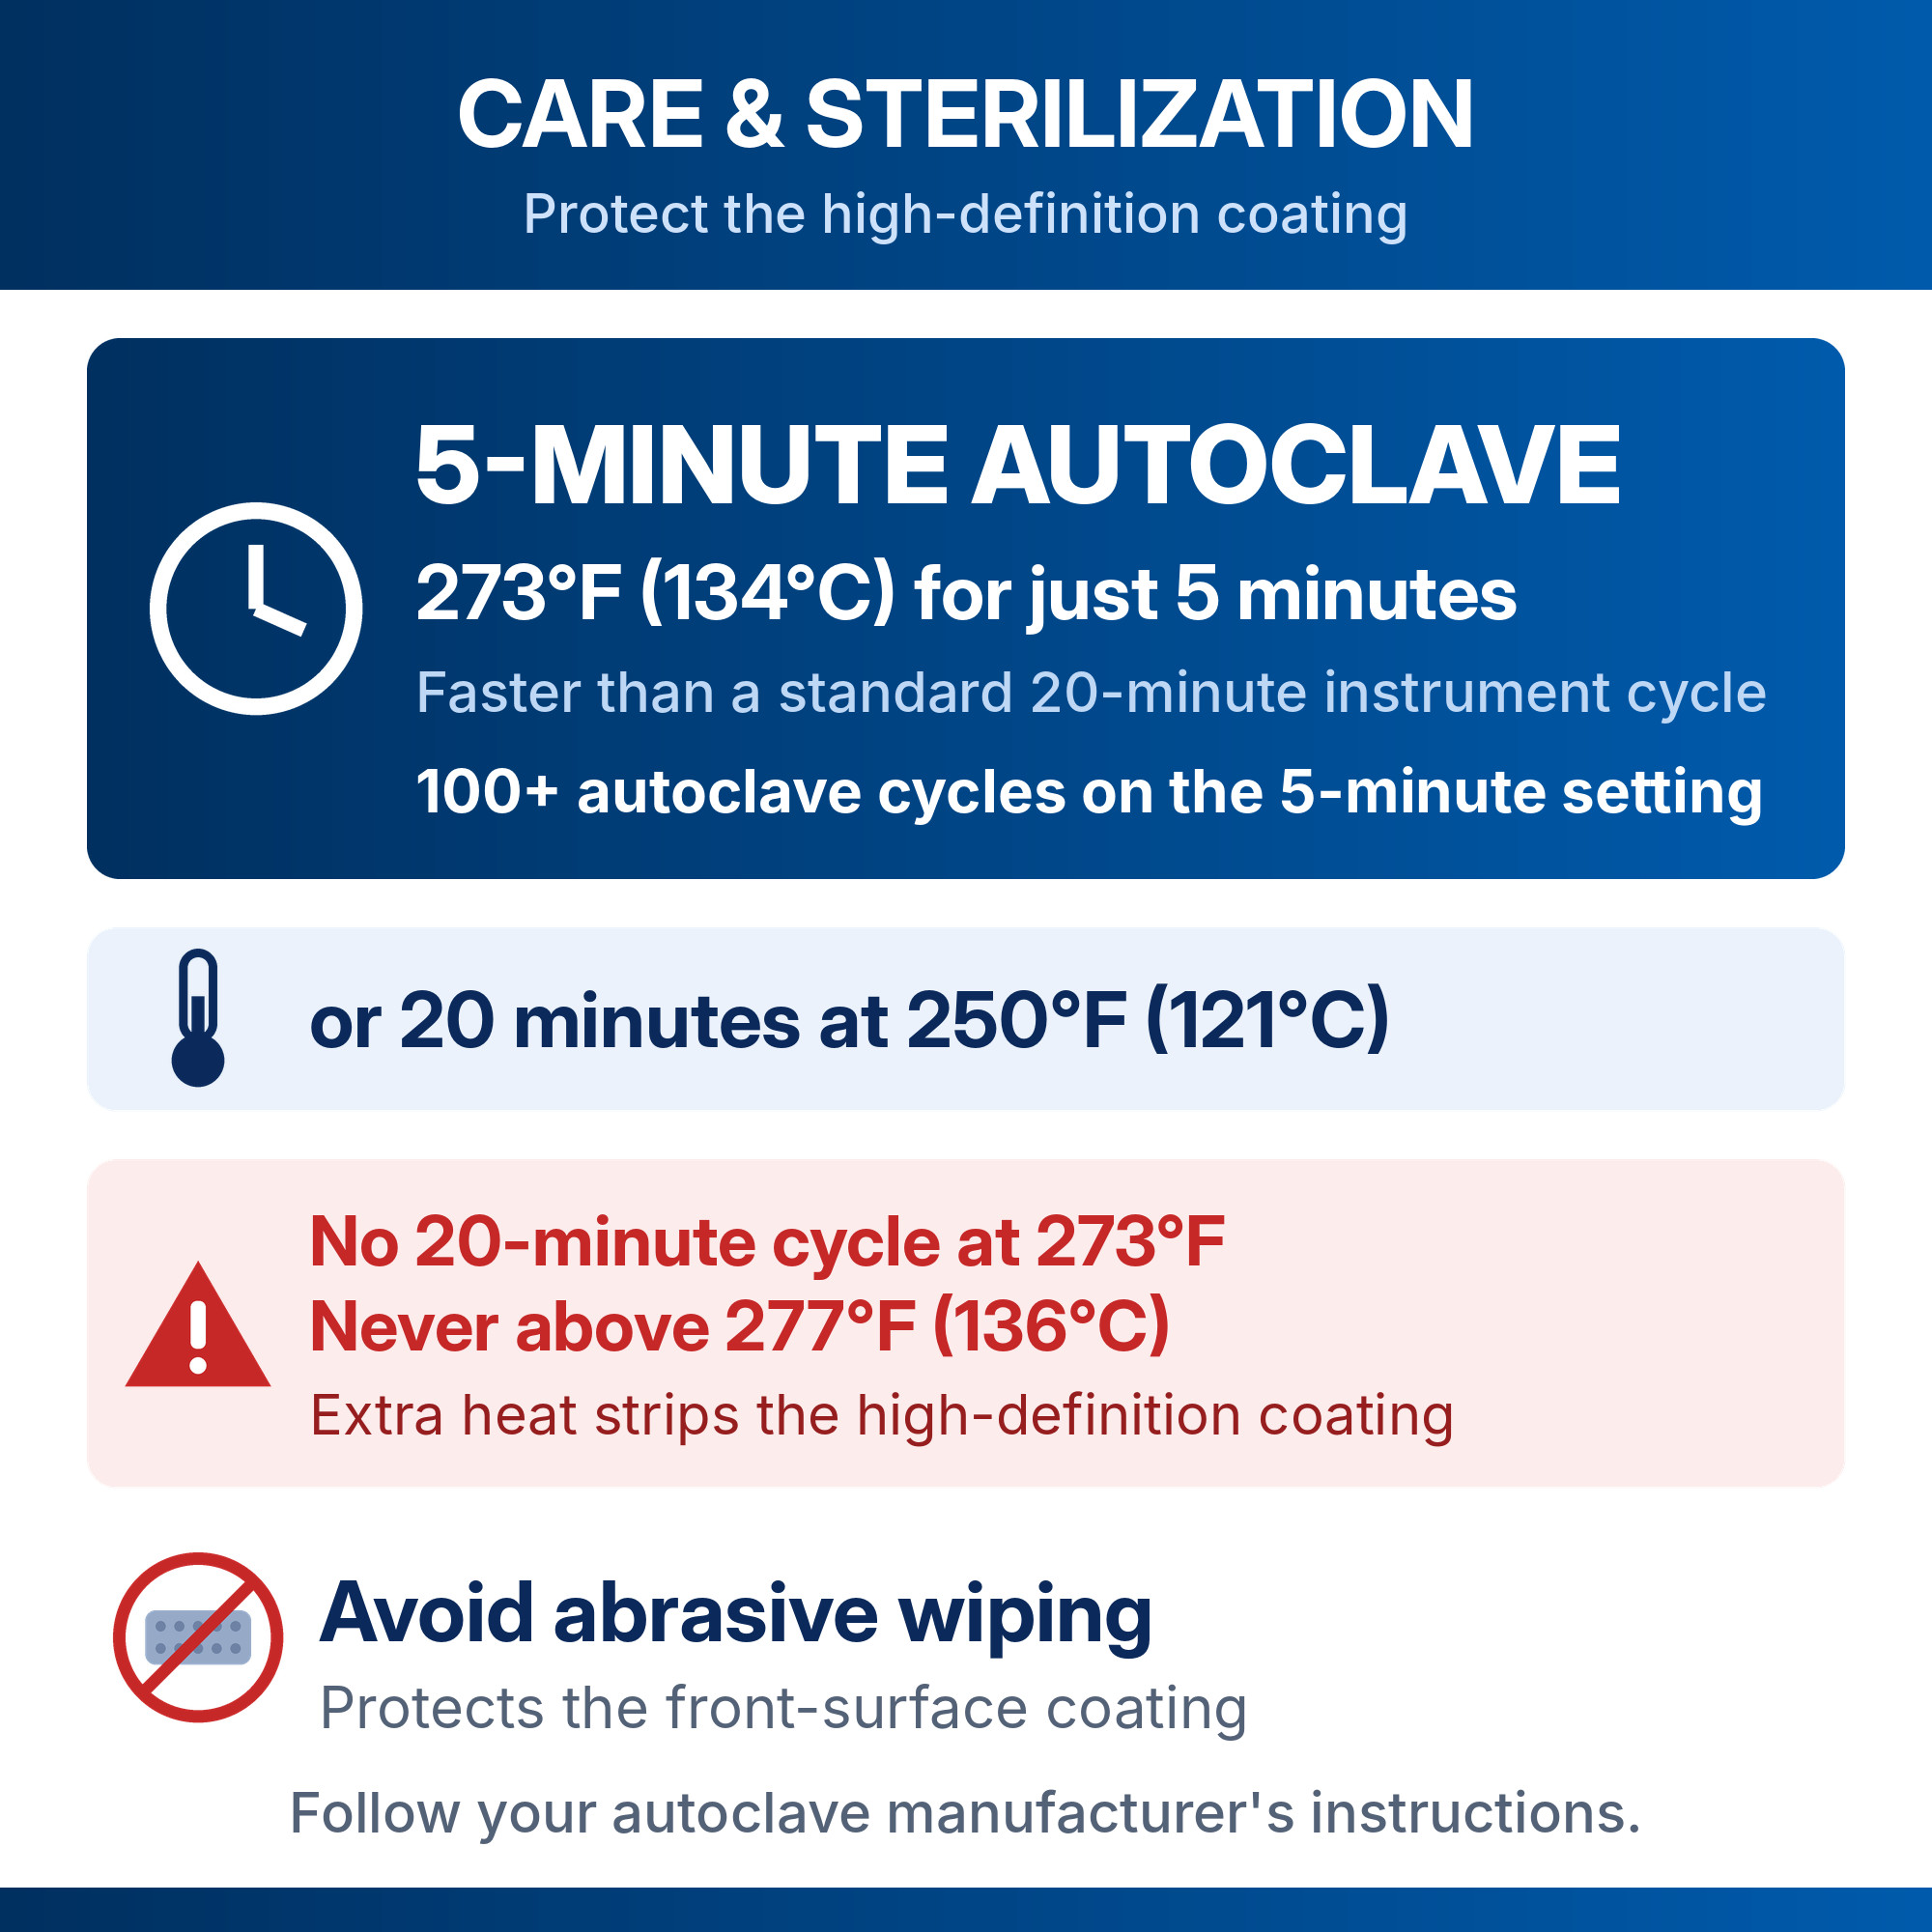 CARE & STERILIZATION
Protect the high-definition coating
5-MINUTE AUTOCLAVE
273°F (134°C) for just 5 minutes
Faster than a standard 20-minute instrument cycle
100+ autoclave cycles on the 5-minute setting
or 20 minutes at 250°F (121°C)
No 20-minute cycle at 273°F
Never above 277°F (136°C)
Extra heat strips the high-definition coating
Avoid abrasive wiping
Protects the front-surface coating
Follow your autoclave manufacturer's instructions.